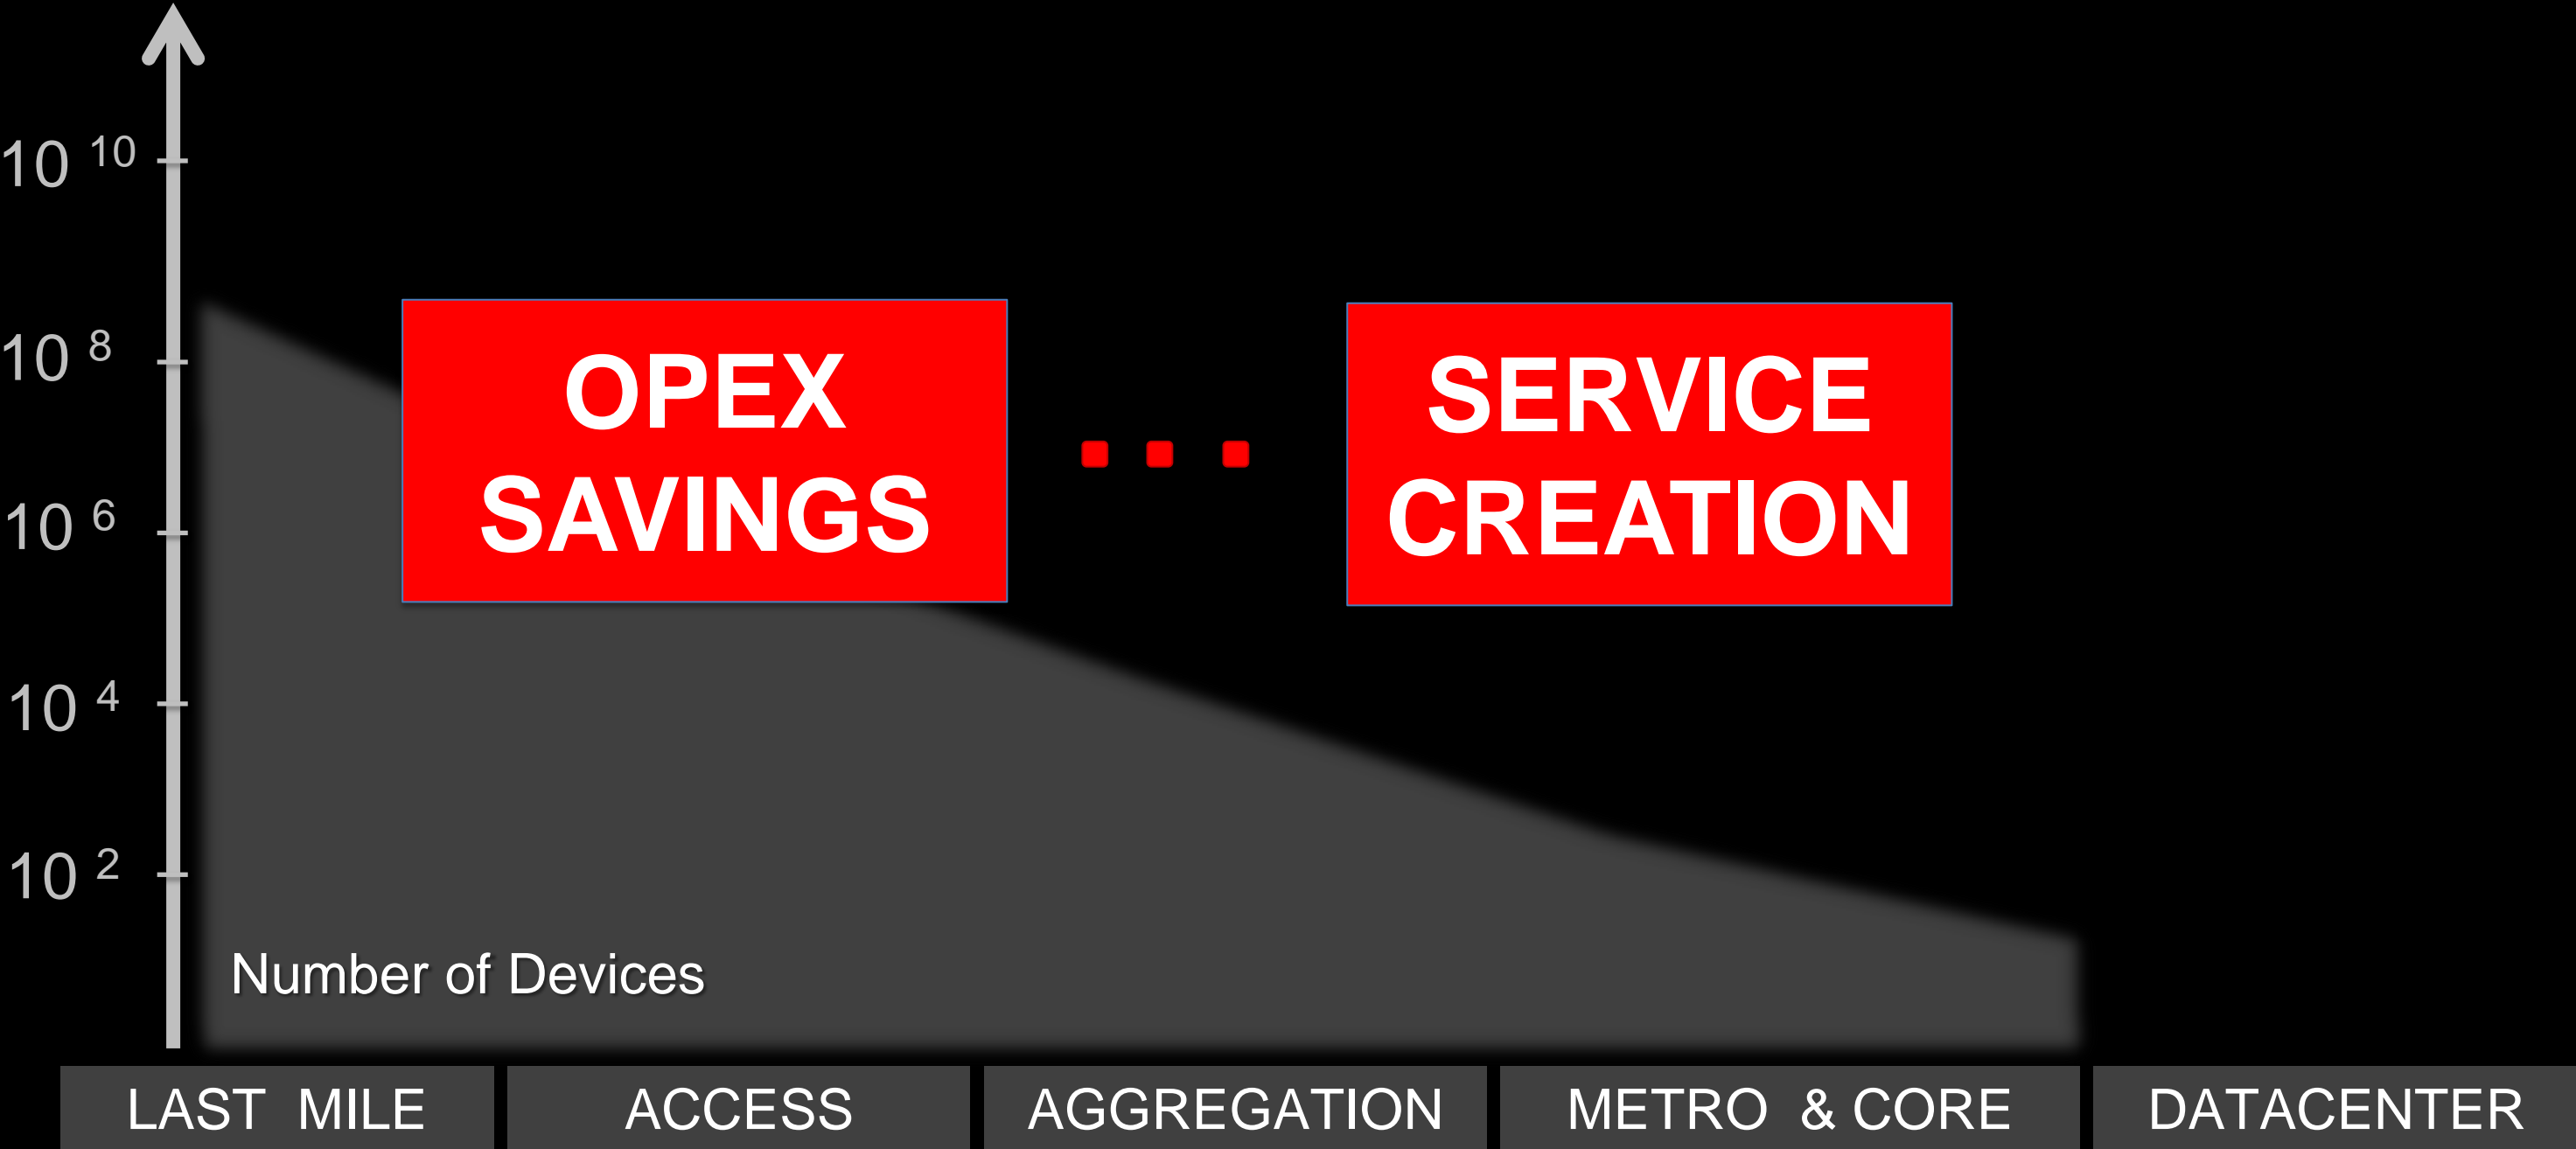 10 10
10 8
10 6
10 4
10 2
OPEX
SAVINGS
SERVICE
CREATION
Number of Devices
LAST MILE
ACCESS
AGGREGATION
METRO & CORE
DATACENTER